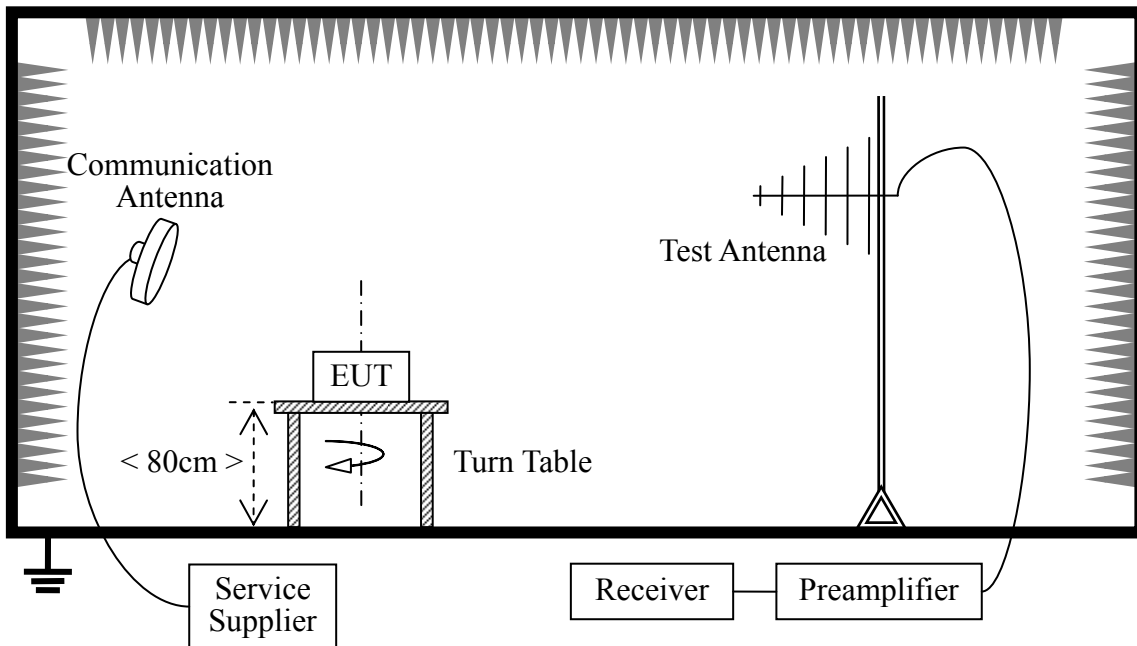 Communication
Antenna
Test Antenna
EUT
< 80cm >
Turn Table
Service
Supplier
Receiver
Preamplifier